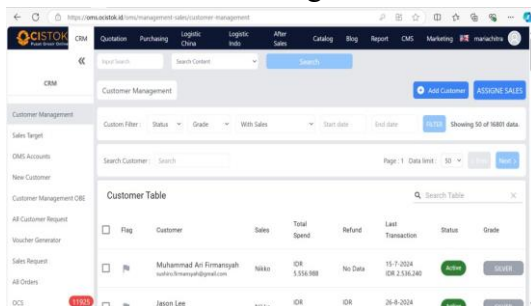 https://oms.ocistok.id/oms/management-sales/customer-management
OCISTOK
CRM
Quotation
Purchasing
Logistic China
Logistic Indo
After Sales
Catalog
Blog
Report
CMS
Marketing
mariachitra
Input Search
Search Content
Search
CRM
Customer Management
Add Customer
ASSIGNE SALES
Customer Management
Sales Target
OMS Accounts
New Customer
Customer Management OBE
All Customer Request
Voucher Generator
Sales Request
All Orders
OCS
11925
Custom Filter :
Status
Grade
With Sales
Start date
End date
FILTER
Showing 50 of 16801 data.
Search Customer :
Search
Page : 1
Data limit :
50
Next
Customer Table
Search Table
Flag
Customer
Sales
Total Spend
Refund
Last Transaction
Status
Grade
Muhammad Ari Firmansyah
Nikko
IDR 5.556.988
No Data
15-7-2024
IDR 2.536.240
Active
SILVER
Jason Lee
IDR
IDR
26-8-2024